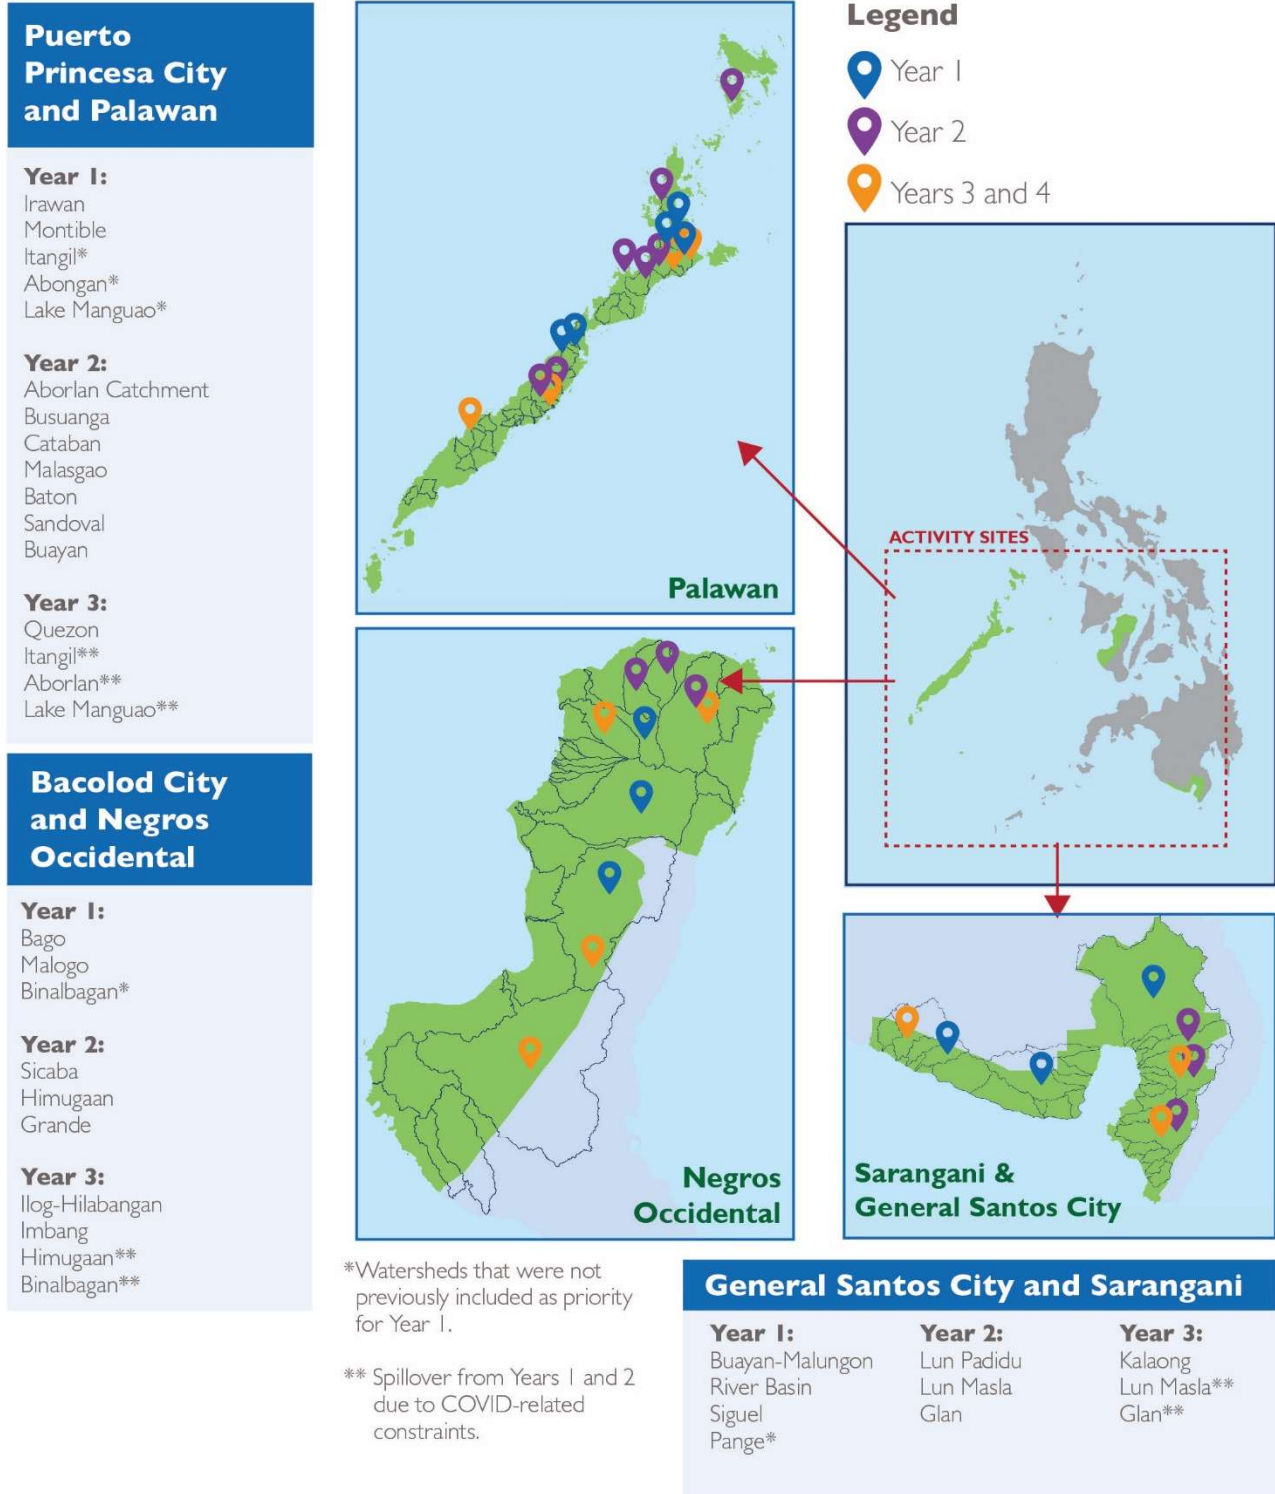 Puerto
Princesa City
and Palawan
Year 1:
Irawan
Montible
Itangil*
Abongan*
Lake Manguao*
Year 2:
Aborlan Catchment
Busuanga
Cataban
Malasgao
Baton
Sandoval
Buayan
Year 3:
Quezon
Itangil**
Aborlan**
Lake Manguao**
Bacolod City
and Negros
Occidental
Year 1:
Bago
Malogo
Binalbagan*
Year 2:
Sicaba
Himugaan
Grande
Year 3:
Ilog-Hilabangan
Imbang
Himugaan**
Binalbagan**
Palawan
Negros
Occidental
Legend
Year 1
Year 2
Years 3 and 4
ACTIVITY SITES
Sarangani &
General Santos City
*Watersheds that were not
previously included as priority
for Year 1.
** Spillover from Years 1 and 2
due to COVID-related
constraints.
General Santos City and Sarangani
Year 1:
Buayan-Malungon
River Basin
Siguel
Pange*
Year 2:
Lun Padidu
Lun Masla
Glan
Year 3:
Kalaong
Lun Masla**
Glan**